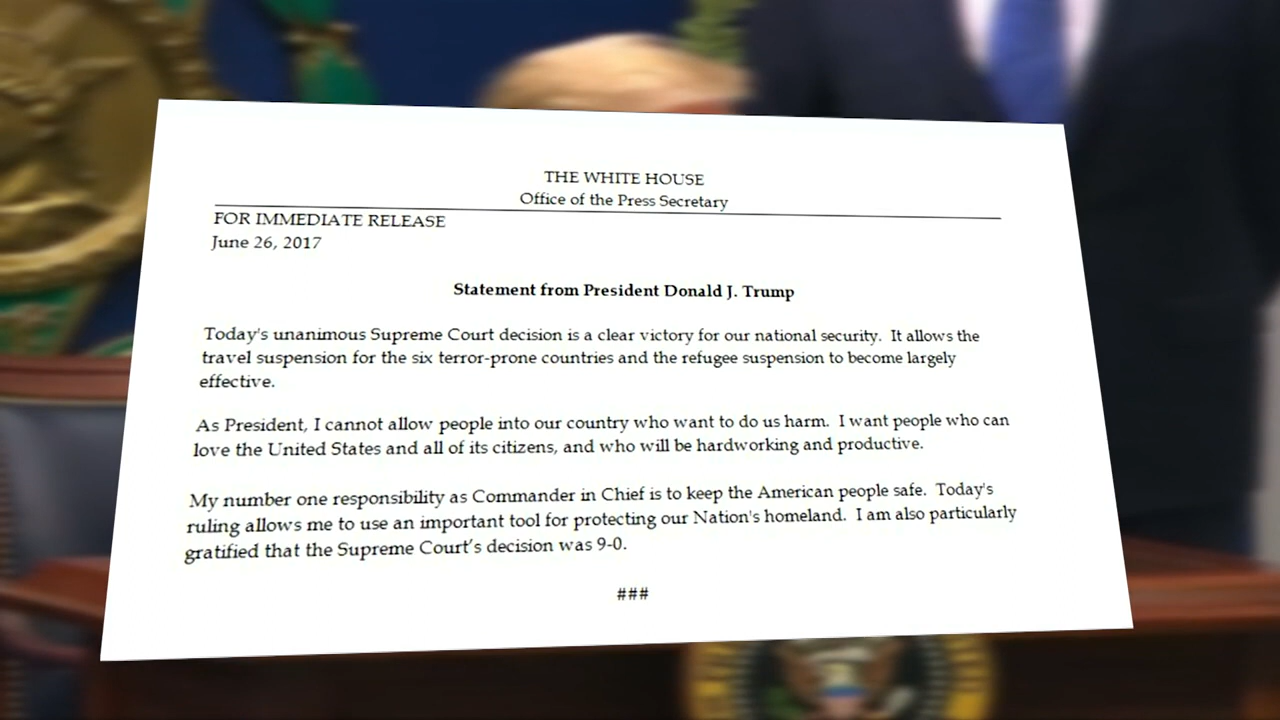 THE WHITE HOUSE
Office of the Press Secretary
FOR IMMEDIATE RELEASE
June 26, 2017
Statement from President Donald J. Trump
Today's unanimous Supreme Court decision is a clear victory for our national security.  It allows the
travel suspension for the six terror-prone countries and the refugee suspension to become largely
effective.
As President, I cannot allow people into our country who want to do us harm.  I want people who can
love the United States and all of its citizens, and who will be hardworking and productive.
My number one responsibility as Commander in Chief is to keep the American people safe.  Today's
ruling allows me to use an important tool for protecting our Nation's homeland.  I am also particularly
gratified that the Supreme Court’s decision was 9-0.
###